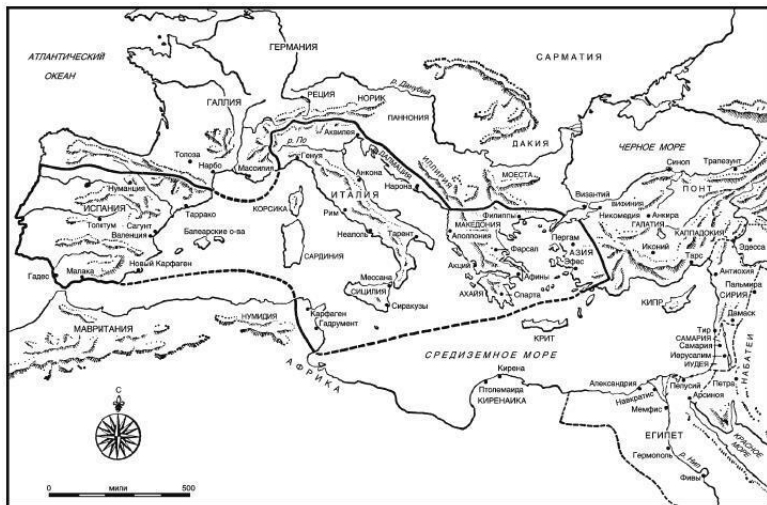 АТЛАНТИЧЕСКИЙ
ОКЕАН
ГЕРМАНИЯ
САРМАТИЯ
ГАЛЛИЯ
РЕЦИЯ
НОРИК
р. Данубий
ПАННОНИЯ
ДАКИЯ
Аквилея
р. По
Генуя
Толоза
Нарбо
Массилия
ДАЛМАЦИЯ
ИЛЛИРИЯ
МОЕСТА
ЧЕРНОЕ МОРЕ
Синоп
Трапезунт
ПОНТ
Византий
ВИФИНИЯ
Никомедия
Анкира
ГАЛАТИЯ
КАППАДОКИЯ
Нуманция
ИСПАНИЯ
Толтум
Сагунт
Валенсия
Таррако
Балеарские о-ва
КОРСИКА
САРДИНИЯ
Анкона
ИТАЛИЯ
Рим
Неаполь
Тарент
Нарона
Филиппы
МАКЕДОНИЯ
Аполлония
Фарсал
Пергам
АЗИЯ
Эфес
Иконий
Тарс
Эдесса
Антиохия
Гадес
Малака
Новый Карфаген
Мессана
СИЦИЛИЯ
Сиракузы
Акций
Афины
АХАЙЯ
Спарта
КРИТ
КИПР
Пальмира
СИРИЯ
Дамаск
Тир
САМАРИЯ
Самария
Иерусалим
ИУДЕЯ
НАБАТЕИ
МАВРИТАНИЯ
НУМИДИЯ
Карфаген
Гадрумент
АФРИКА
СРЕДИЗЕМНОЕ МОРЕ
Кирена
Птолемаида
КИРЕНАИКА
Александрия
Навкратис
Пелусий
Петра
Арсиноя
Мемфис
ЕГИПЕТ
Гермополь
р. Нил
Фивы
КРАСНОЕ
МОРЕ
С
0 мили 500